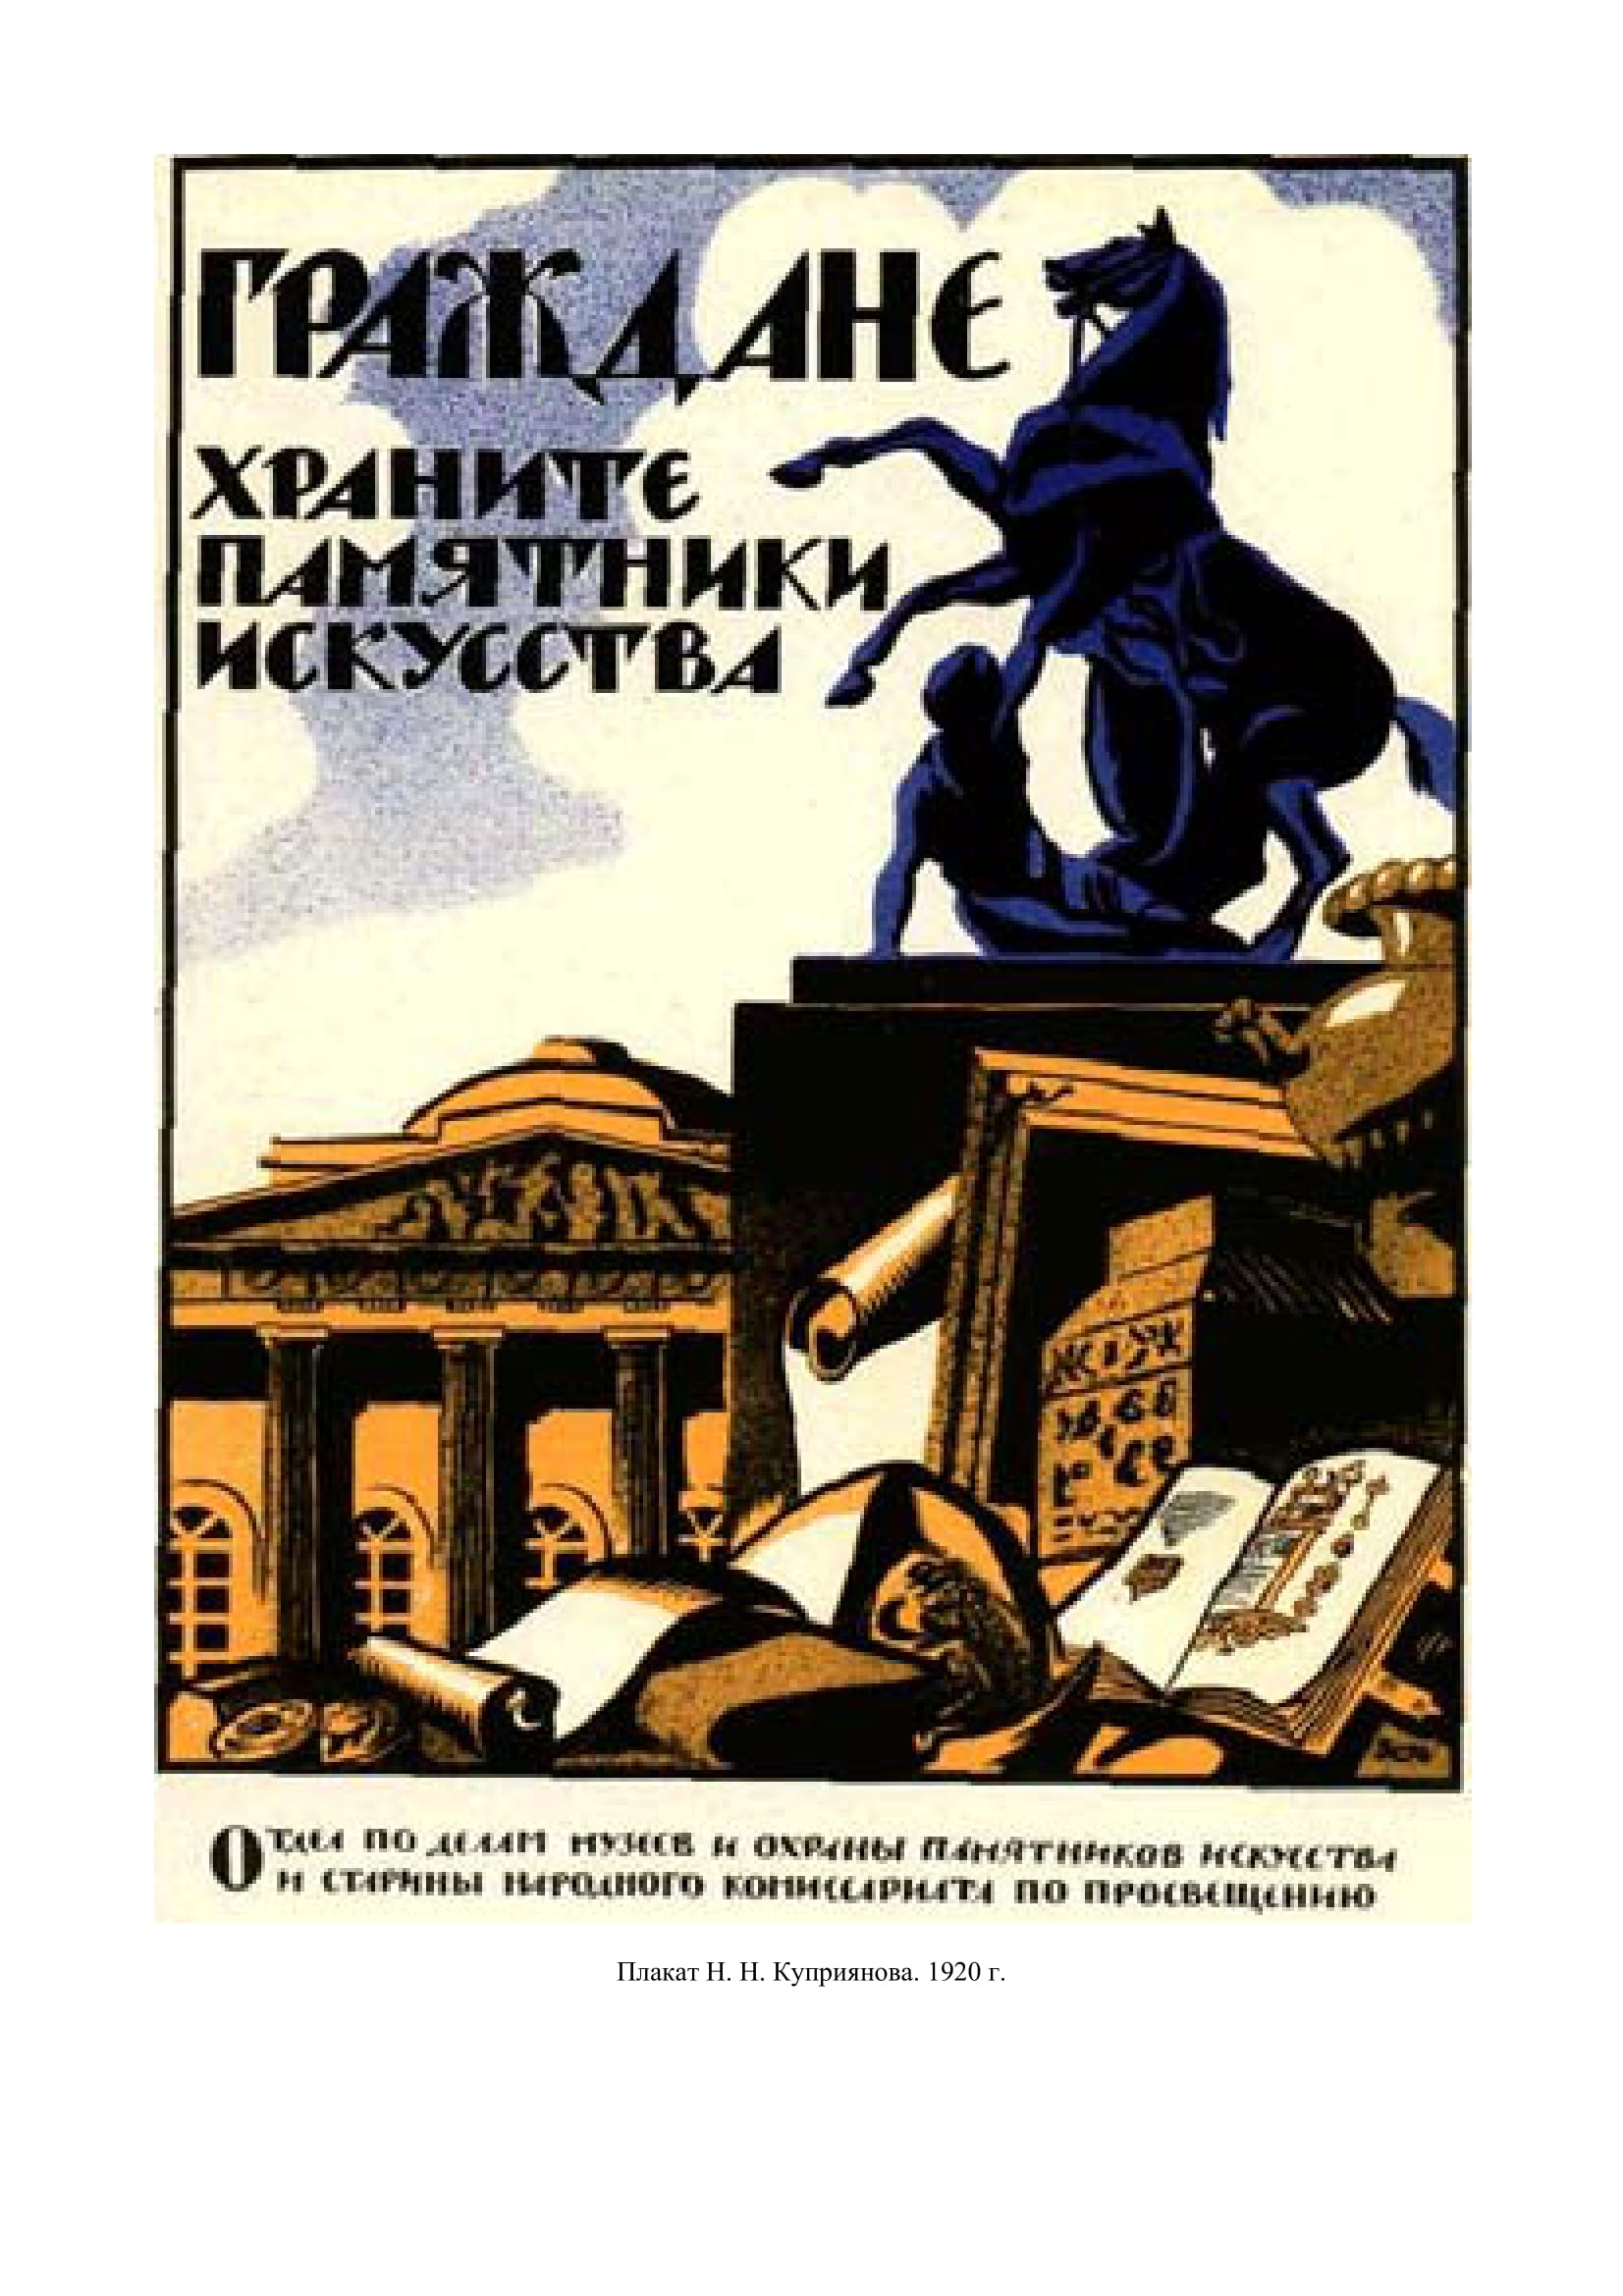 ГРАЖДАНЕ
ХРАНИТЕ
ПАМЯТНИКИ
ИСКУССТВА
ОТДЕЛ ПО ДЕЛАМ МУЗЕЕВ И ОХРАНЫ ПАМЯТНИКОВ ИСКУССТВА
И СТАРИНЫ НАРОДНОГО КОМИССАРИАТА ПО ПРОСВЕЩЕНИЮ
Плакат Н. Н. Куприянова. 1920 г.